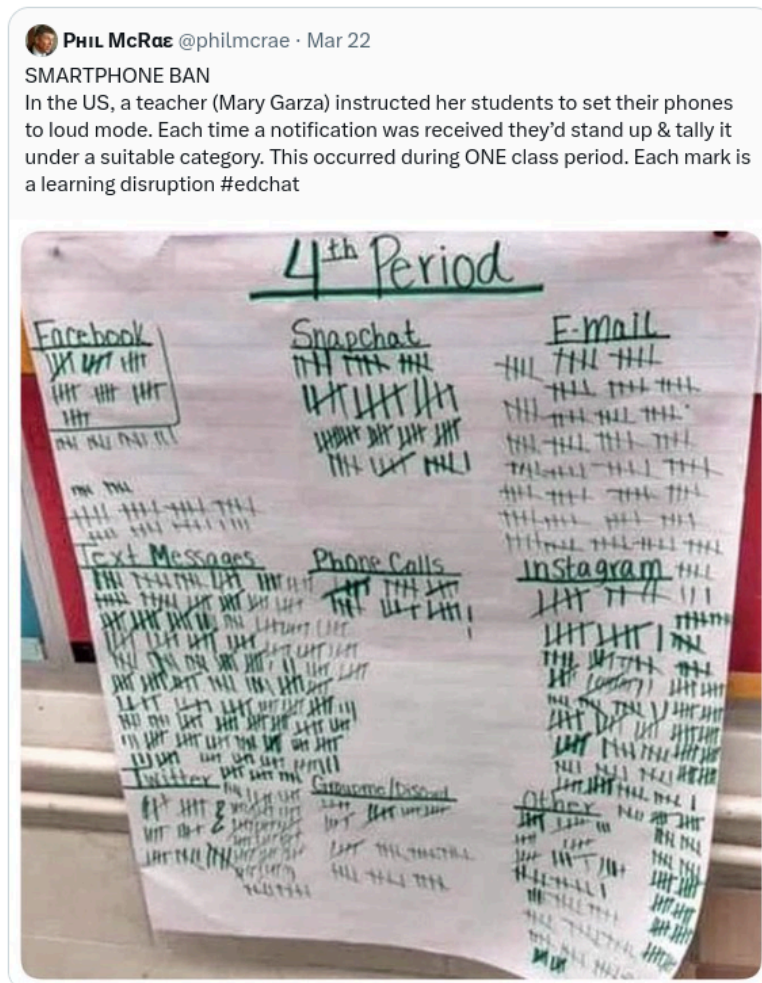 PHIL McRAE @philmcrae · Mar 22
SMARTPHONE BAN
In the US, a teacher (Mary Garza) instructed her students to set their phones
to loud mode. Each time a notification was received they'd stand up & tally it
under a suitable category. This occurred during ONE class period. Each mark is
a learning disruption #edchat
4th Period
Facebook
Snapchat
E-mail
Text Messages
Phone Calls
Instagram
Twitter
Groupme/Discord
Other